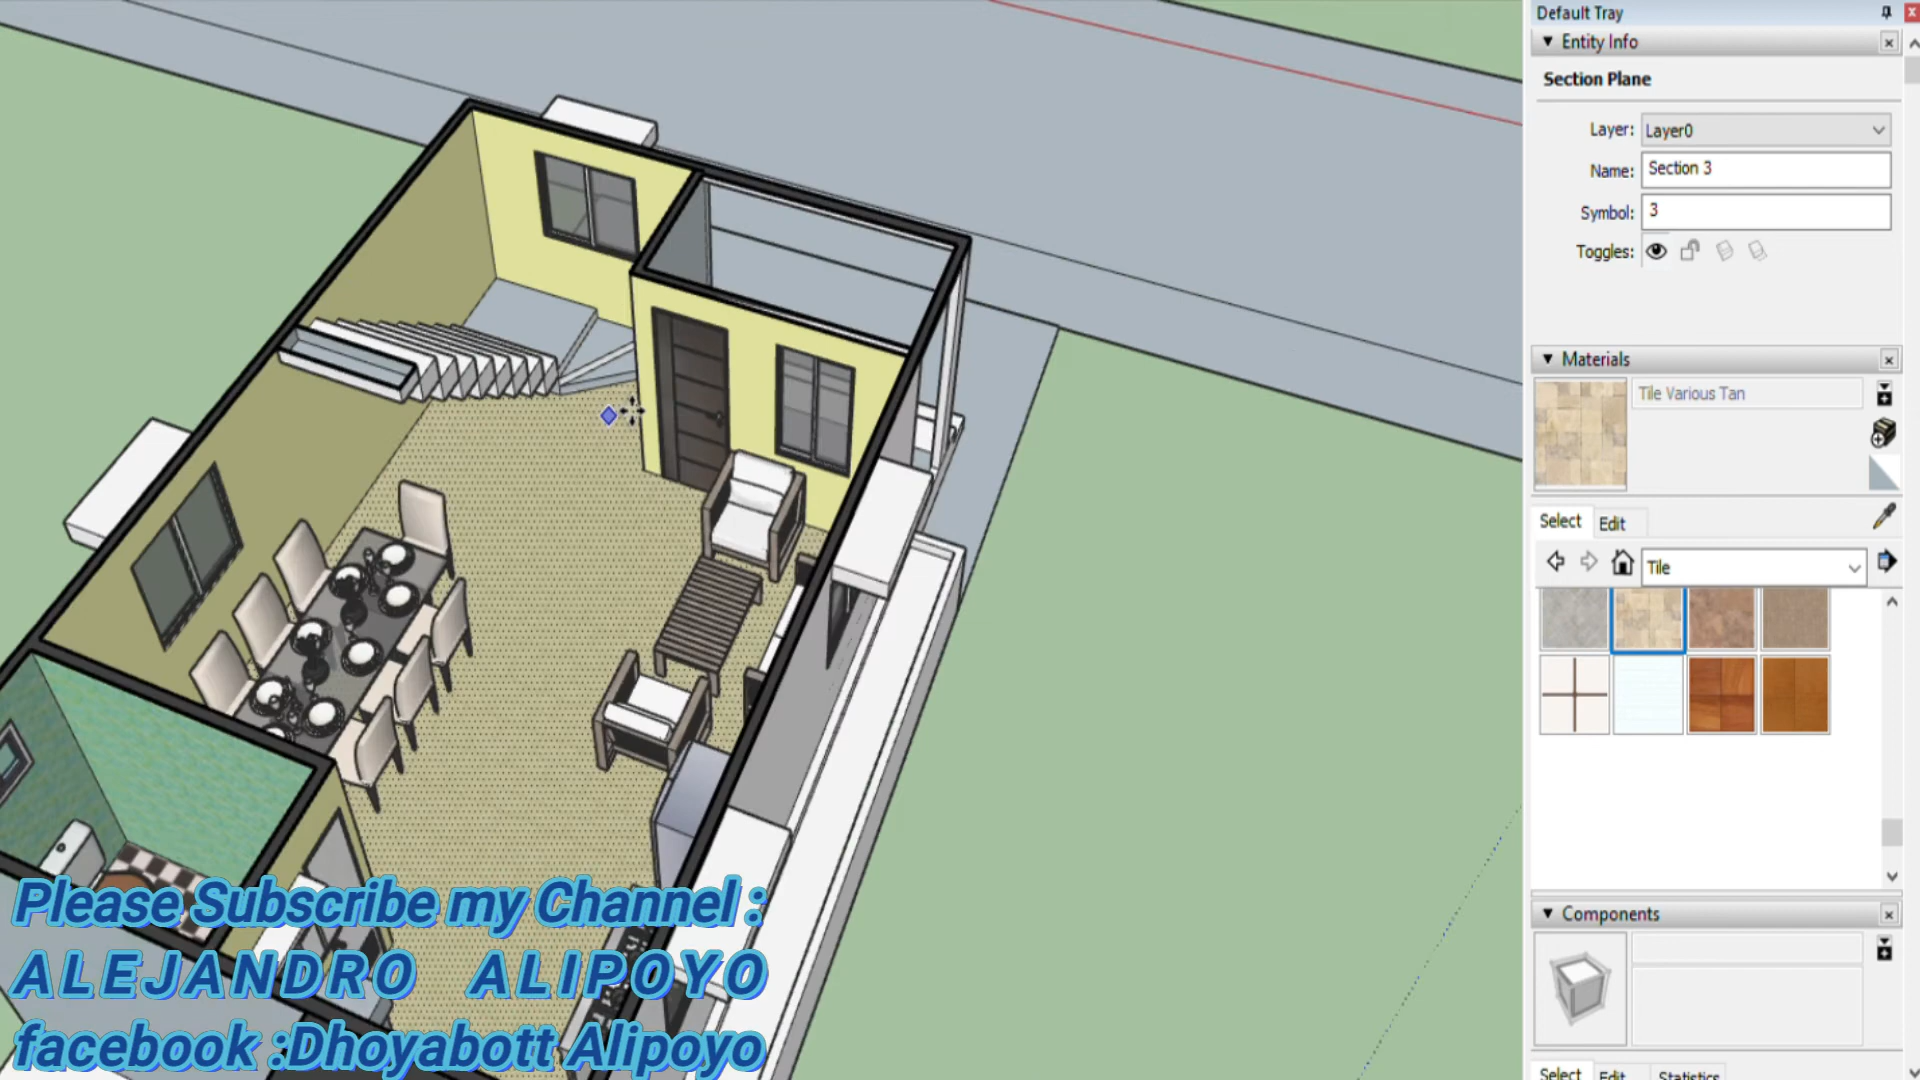 Default Tray
Entity Info
Section Plane
Layer: Layer0
Name: Section 3
Symbol: 3
Toggles:
Materials
Tile Various Tan
Select Edit
Tile
Components
Select Edit Statistics
Please Subscribe my Channel :
ALEJANDRO ALIPOYO
facebook :Dhoyabott Alipoyo